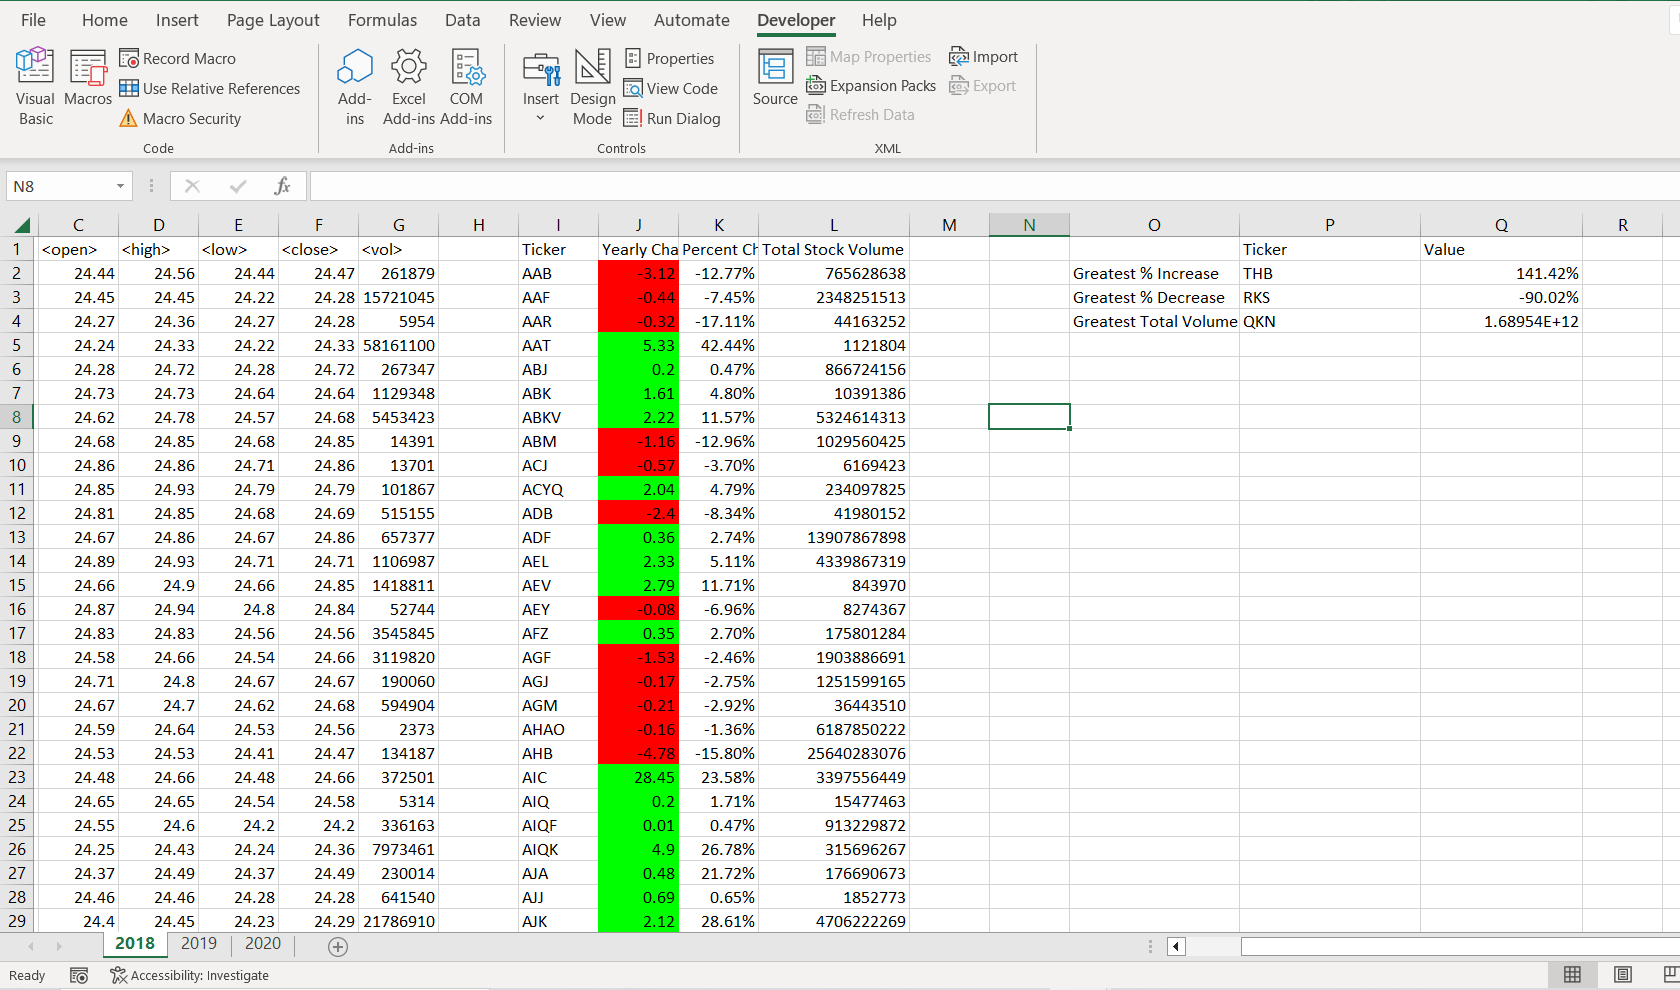 File Home Insert Page Layout Formulas Data Review View Automate Developer Help
Visual Basic
Macros
Record Macro
Use Relative References
Macro Security
Code
Add-ins
Excel Add-ins
COM Add-ins
Add-ins
Insert
Design Mode
Properties
View Code
Run Dialog
Controls
Source
Map Properties
Expansion Packs
Refresh Data
Import
Export
XML
N8 fx
C D E F G H I J K L M N O P Q R
1 <open> <high> <low> <close> <vol> Ticker Yearly Cha Percent Ch Total Stock Volume Ticker Value
2 24.44 24.56 24.44 24.47 261879 AAB -3.12 -12.77% 765628638 Greatest % Increase THB 141.42%
3 24.45 24.45 24.22 24.28 15721045 AAF -0.44 -7.45% 2348251513 Greatest % Decrease RKS -90.02%
4 24.27 24.36 24.27 24.28 5954 AAR -0.32 -17.11% 44163252 Greatest Total Volume QKN 1.68954E+12
5 24.24 24.33 24.22 24.33 58161100 AAT 5.33 42.44% 1121804
6 24.28 24.72 24.28 24.72 267347 ABJ 0.2 0.47% 866724156
7 24.73 24.73 24.64 24.64 1129348 ABK 1.61 4.80% 10391386
8 24.62 24.78 24.57 24.68 5453423 ABKV 2.22 11.57% 5324614313
9 24.68 24.85 24.68 24.85 14391 ABM -1.16 -12.96% 1029560425
10 24.86 24.86 24.71 24.86 13701 ACJ -0.57 -3.70% 6169423
11 24.85 24.93 24.79 24.79 101867 ACYQ 2.04 4.79% 234097825
12 24.81 24.85 24.68 24.69 515155 ADB -2.4 -8.34% 41980152
13 24.67 24.86 24.67 24.86 657377 ADF 0.36 2.74% 13907867898
14 24.89 24.93 24.71 24.71 1106987 AEL 2.33 5.11% 4339867319
15 24.66 24.9 24.66 24.85 1418811 AEV 2.79 11.71% 843970
16 24.87 24.94 24.8 24.84 52744 AEY -0.08 -6.96% 8274367
17 24.83 24.83 24.56 24.56 3545845 AFZ 0.35 2.70% 175801284
18 24.58 24.66 24.54 24.66 3119820 AGF -1.53 -2.46% 1903886691
19 24.71 24.8 24.67 24.67 190060 AGJ -0.17 -2.75% 1251599165
20 24.67 24.7 24.62 24.68 594904 AGM -0.21 -2.92% 36443510
21 24.59 24.64 24.53 24.56 2373 AHAO -0.16 -1.36% 6187850222
22 24.53 24.53 24.41 24.47 134187 AHB -4.78 -15.80% 25640283076
23 24.48 24.66 24.48 24.66 372501 AIC 28.45 23.58% 3397556449
24 24.65 24.65 24.54 24.58 5314 AIQ 0.2 1.71% 15477463
25 24.55 24.6 24.2 24.2 336163 AIQF 0.01 0.47% 913229872
26 24.25 24.43 24.24 24.36 7973461 AIQK 4.9 26.78% 315696267
27 24.37 24.49 24.37 24.49 230014 AJA 0.48 21.72% 176690673
28 24.46 24.46 24.28 24.28 641540 AJJ 0.69 0.65% 1852773
29 24.4 24.45 24.23 24.29 21786910 AJK 2.12 28.61% 4706222269
2018 2019 2020
Ready Accessibility: Investigate